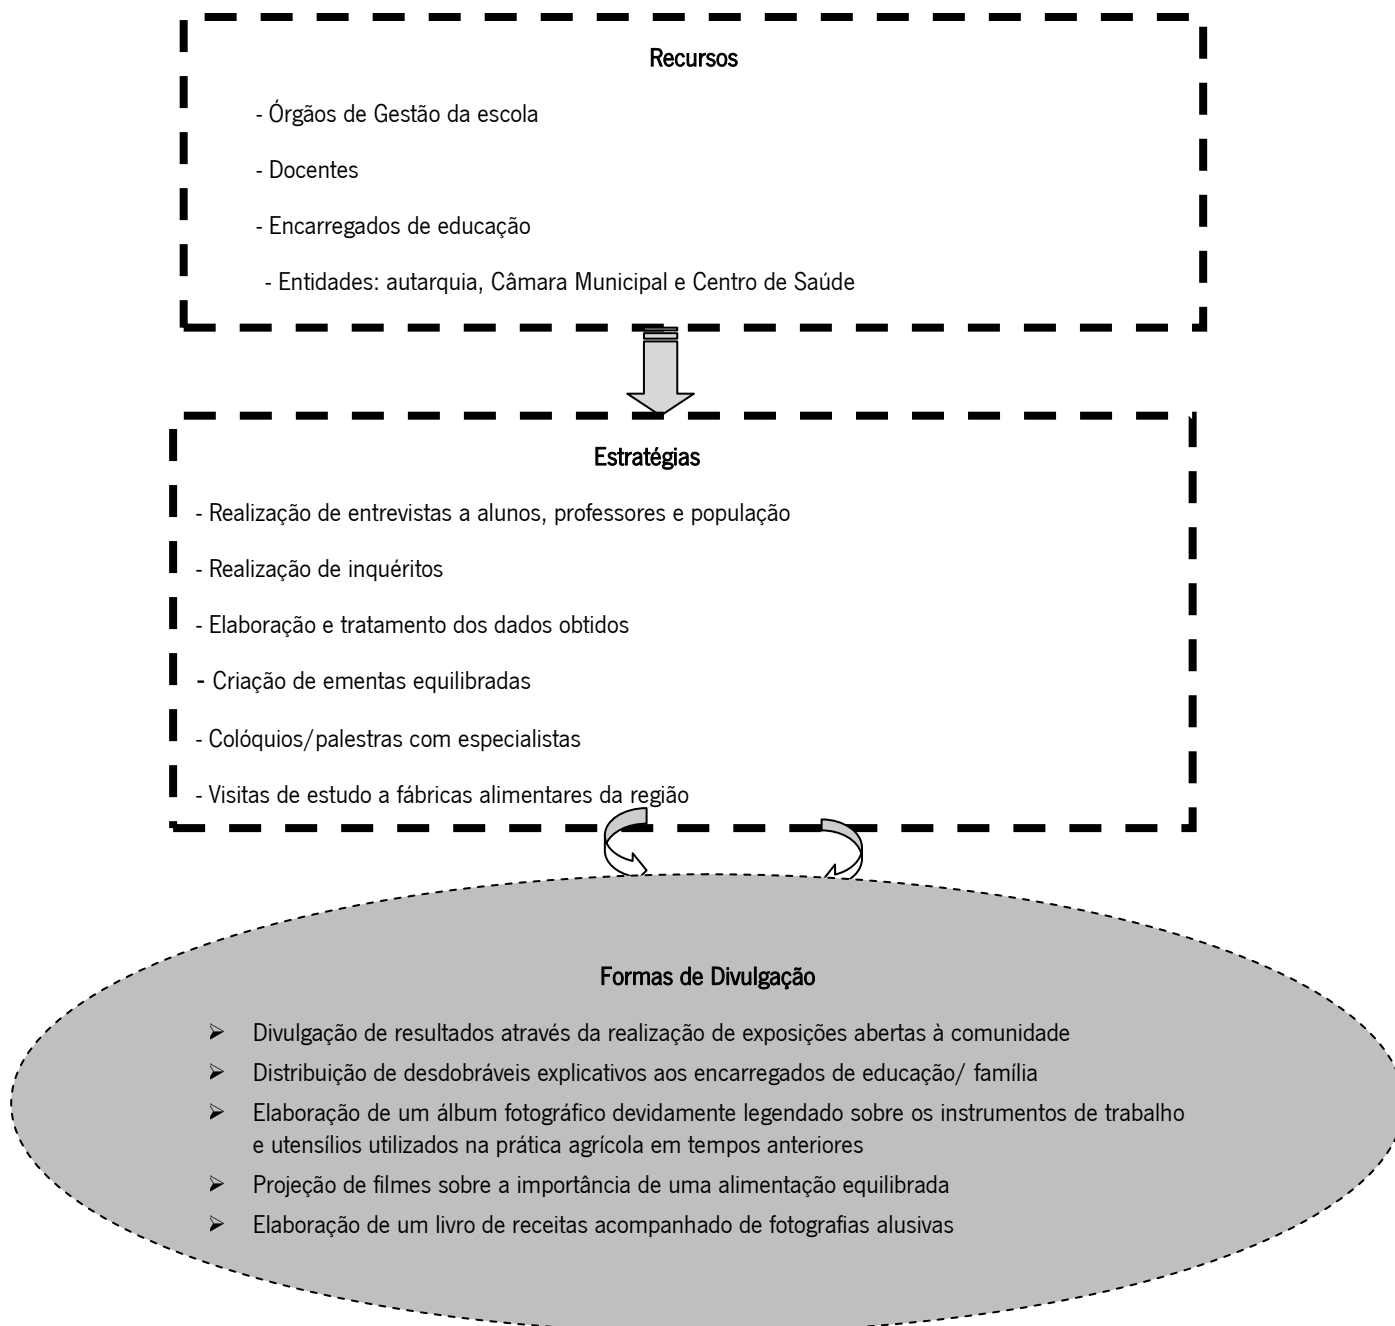 Recursos
- Órgãos de Gestão da escola
- Docentes
- Encarregados de educação
- Entidades: autarquia, Câmara Municipal e Centro de Saúde
Estratégias
- Realização de entrevistas a alunos, professores e população
- Realização de inquéritos
- Elaboração e tratamento dos dados obtidos
- Criação de ementas equilibradas
- Colóquios/palestras com especialistas
- Visitas de estudo a fábricas alimentares da região
Formas de Divulgação
➢ Divulgação de resultados através da realização de exposições abertas à comunidade
➢ Distribuição de desdobráveis explicativos aos encarregados de educação/ família
➢ Elaboração de um álbum fotográfico devidamente legendado sobre os instrumentos de trabalho
e utensílios utilizados na prática agrícola em tempos anteriores
➢ Projeção de filmes sobre a importância de uma alimentação equilibrada
➢ Elaboração de um livro de receitas acompanhado de fotografias alusivas